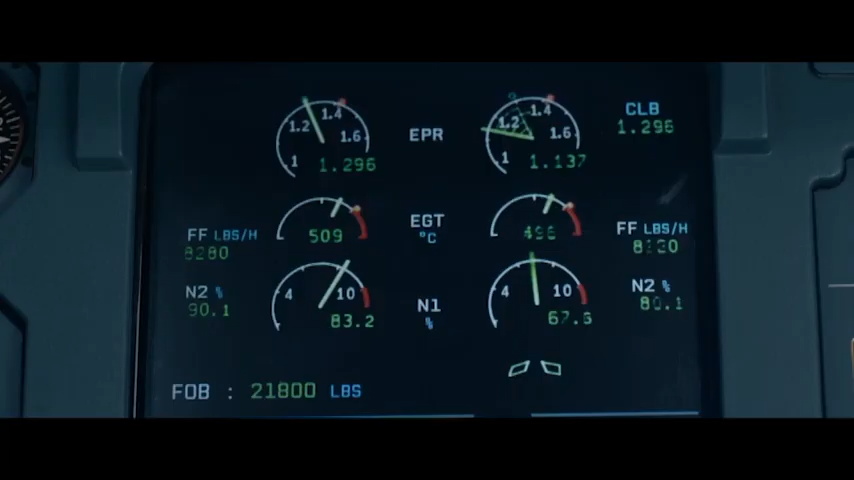 1.2 1.4 1.6 1 1.296
EPR
1.2 1.4 1.6 1 1.137
CLB
1.296
FF LBS/H
8280
509
EGT
°C
496
FF LBS/H
N2 %
90.1
4 10
83.2
N1
%
4 10
67.5
N2 %
80.1
FOB : 21800 LBS